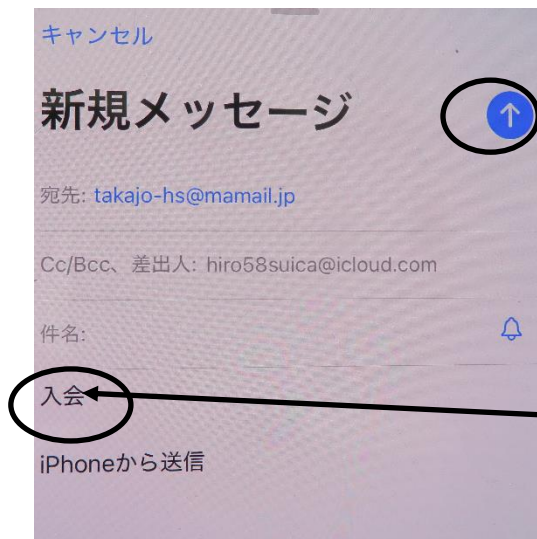 キャンセル
新規メッセージ
宛先: takajo-hs@mamail.jp
Cc/Bcc、差出人: hiro58suica@icloud.com
件名:
入会
iPhoneから送信